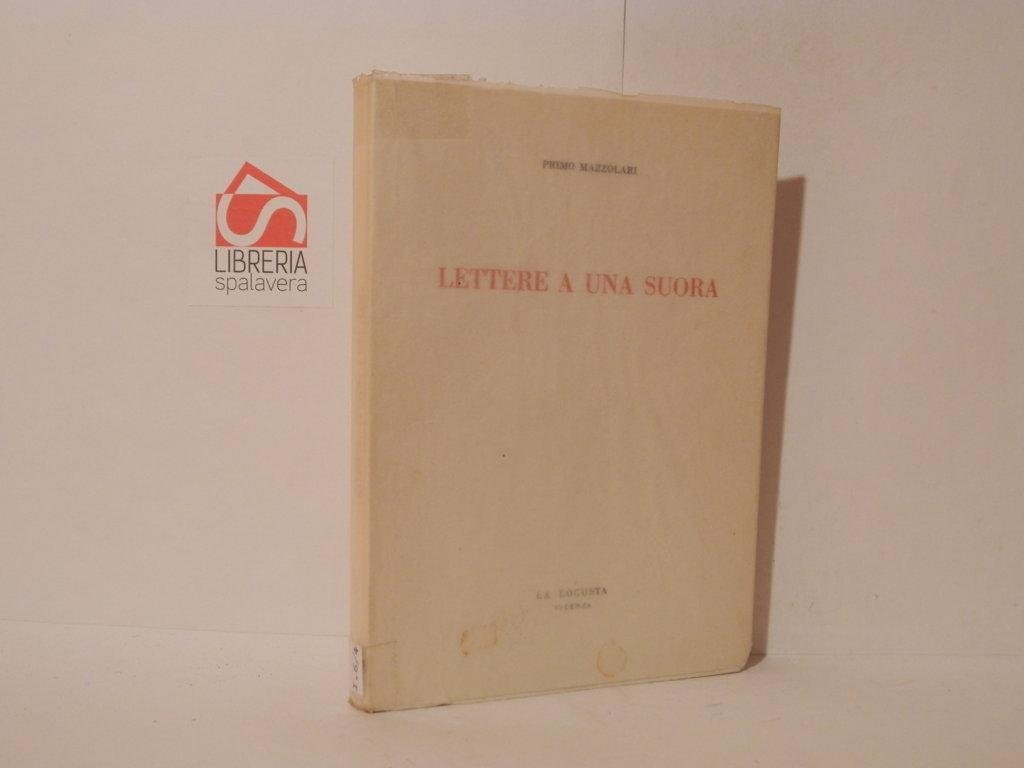 LIBRERIA
spalavera
PRIMO MAZZOLARI
LETTERE A UNA SUORA
LA LOCUSTA
VICENZA